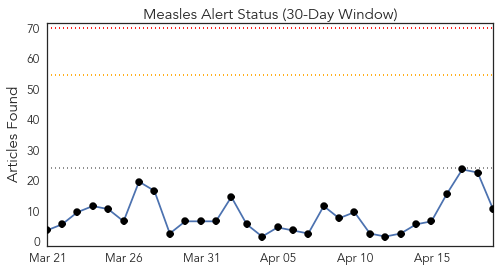 Measles Alert Status (30-Day Window)
Articles Found
70
60
50
40
30
20
10
0
Mar 21
Mar 26
Mar 31
Apr 05
Apr 10
Apr 15